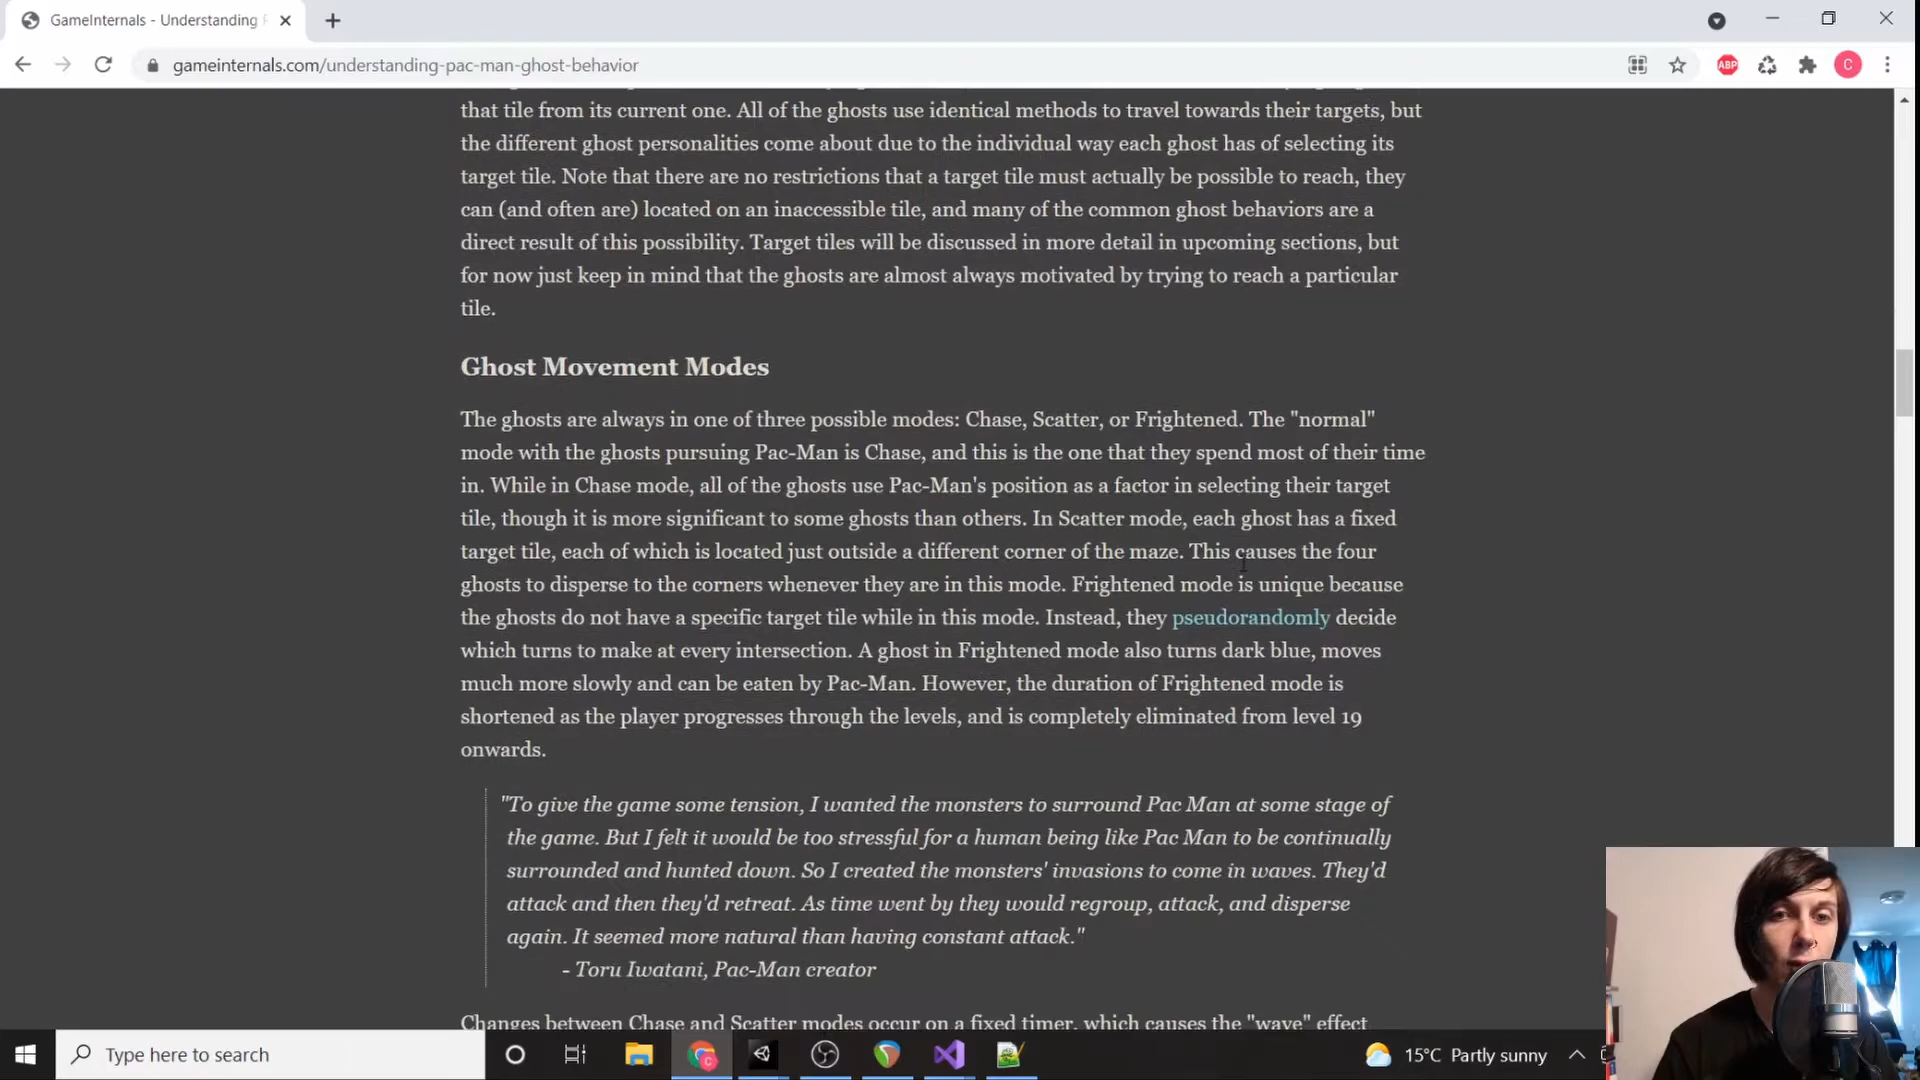 GameInternals - Understanding
gameinternals.com/understanding-pac-man-ghost-behavior
ABP
C
that tile from its current one. All of the ghosts use identical methods to travel towards their targets, but
the different ghost personalities come about due to the individual way each ghost has of selecting its
target tile. Note that there are no restrictions that a target tile must actually be possible to reach, they
can (and often are) located on an inaccessible tile, and many of the common ghost behaviors are a
direct result of this possibility. Target tiles will be discussed in more detail in upcoming sections, but
for now just keep in mind that the ghosts are almost always motivated by trying to reach a particular
tile.
Ghost Movement Modes
The ghosts are always in one of three possible modes: Chase, Scatter, or Frightened. The "normal"
mode with the ghosts pursuing Pac-Man is Chase, and this is the one that they spend most of their time
in. While in Chase mode, all of the ghosts use Pac-Man's position as a factor in selecting their target
tile, though it is more significant to some ghosts than others. In Scatter mode, each ghost has a fixed
target tile, each of which is located just outside a different corner of the maze. This causes the four
ghosts to disperse to the corners whenever they are in this mode. Frightened mode is unique because
the ghosts do not have a specific target tile while in this mode. Instead, they pseudorandomly decide
which turns to make at every intersection. A ghost in Frightened mode also turns dark blue, moves
much more slowly and can be eaten by Pac-Man. However, the duration of Frightened mode is
shortened as the player progresses through the levels, and is completely eliminated from level 19
onwards.
"To give the game some tension, I wanted the monsters to surround Pac Man at some stage of
the game. But I felt it would be too stressful for a human being like Pac Man to be continually
surrounded and hunted down. So I created the monsters' invasions to come in waves. They'd
attack and then they'd retreat. As time went by they would regroup, attack, and disperse
again. It seemed more natural than having constant attack."
- Toru Iwatani, Pac-Man creator
Changes between Chase and Scatter modes occur on a fixed timer, which causes the "wave" effect
Type here to search
15°C Partly sunny